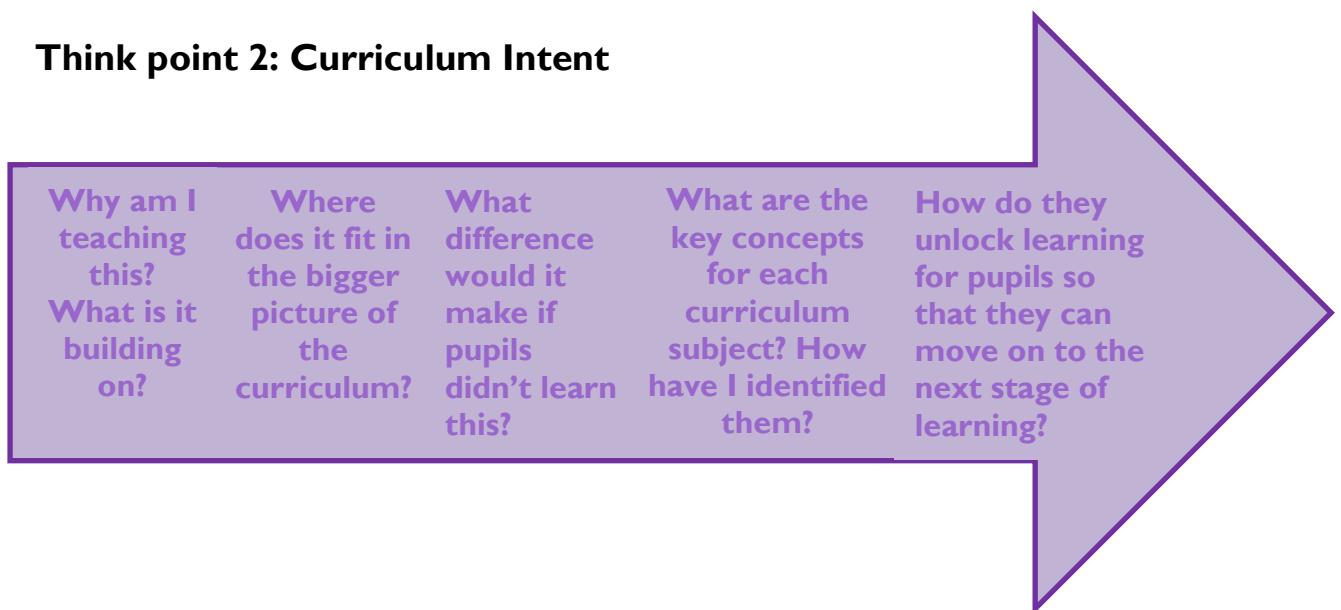 Think point 2: Curriculum Intent
Why am I
teaching
this?
What is it
building
on?
Where
does it fit in
the bigger
picture of
the
curriculum?
What
difference
would it
make if
pupils
didn’t learn
this?
What are the
key concepts
for each
curriculum
subject? How
have I identified
them?
How do they
unlock learning
for pupils so
that they can
move on to the
next stage of
learning?